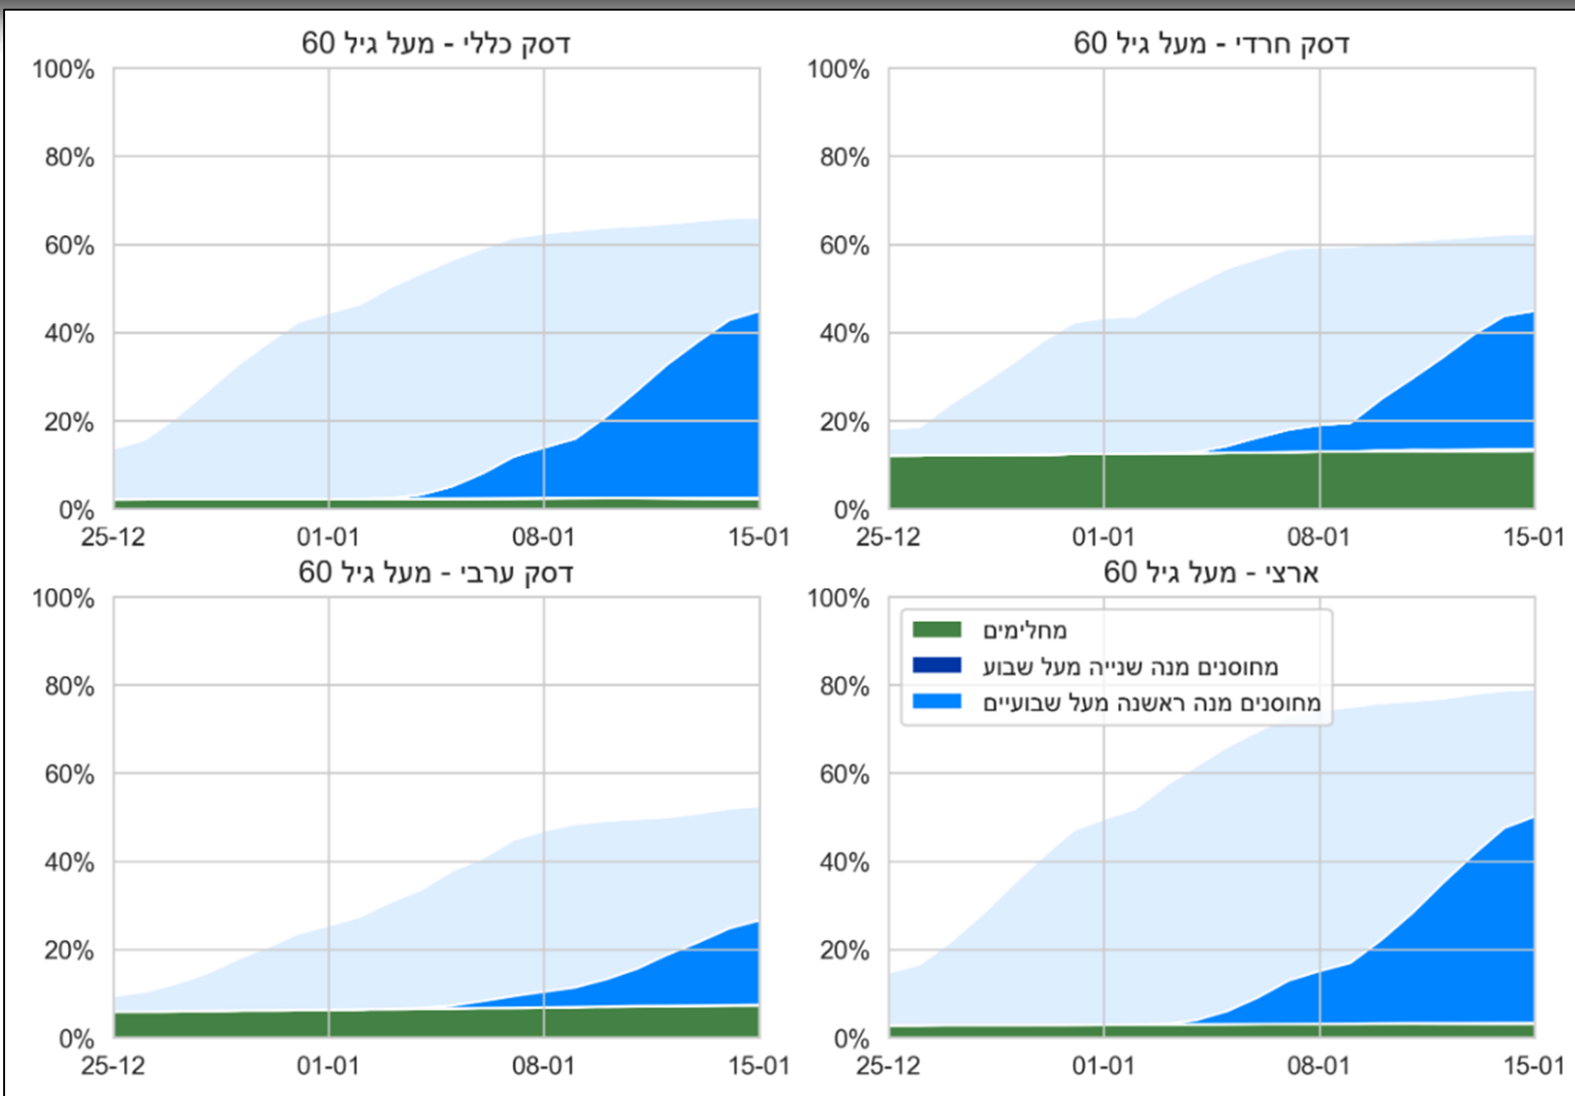 דסק כללי - מעל גיל 60
100%
80%
60%
40%
20%
0%
25-12 01-01 08-01 15-01
דסק חרדי - מעל גיל 60
100%
80%
60%
40%
20%
0%
25-12 01-01 08-01 15-01
דסק ערבי - מעל גיל 60
100%
80%
60%
40%
20%
0%
25-12 01-01 08-01 15-01
ארצי - מעל גיל 60
מחלימים
מחוסנים מנה שנייה מעל שבוע
מחוסנים מנה ראשנה מעל שבועיים
100%
80%
60%
40%
20%
0%
25-12 01-01 08-01 15-01